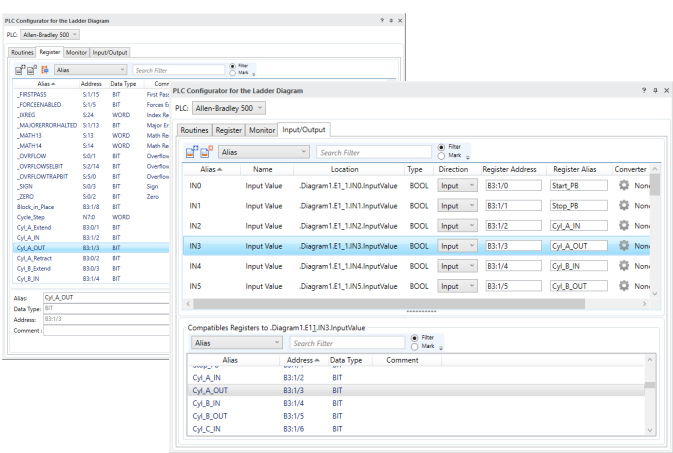 PLC Configurator for the Ladder Diagram
PLC: Allen-Bradley 500
Routines Register Monitor Input/Output
Alias Search Filter Filter Mark
Alias Address Data Type Comm
_FIRSTPASS S:1/15 BIT First Pass
_FORCEENABLED S:1/5 BIT Forces E
_IXREG S:24 WORD Index Re
_MAJORERRORHALTED S:1/13 BIT Major Er
_MATH13 S:13 WORD Math Re
_MATH14 S:14 WORD Math Re
_OVERFLOW S:0/1 BIT Overflow
_OVERFLOWSELBIT S:2/14 BIT Overflow
_OVERFLOWTRAPBIT S:5/0 BIT Overflow
_SIGN S:0/3 BIT Sign
_ZERO S:0/2 BIT Zero
Block_in_Place B3:1/8 BIT
Cycle_Step N7:0 WORD
Cyl_A_Extend B3:0/1 BIT
Cyl_A_IN B3:1/2 BIT
Cyl_A_OUT B3:1/3 BIT
Cyl_A_Retract B3:0/2 BIT
Cyl_B_Extend B3:0/3 BIT
Cyl_B_IN B3:1/4 BIT
Alias Cyl_A_OUT
Data Type: BIT
Address: B3:1/3
Comment :
PLC Configurator for the Ladder Diagram
PLC: Allen-Bradley 500
Routines Register Monitor Input/Output
Alias Search Filter Filter Mark
Alias Name Location Type Direction Register Address Register Alias Converter
IN0 Input Value .Diagram1.E1_1.IN0.InputValue BOOL Input B3:1/0 Start_PB None
IN1 Input Value .Diagram1.E1_1.IN1.InputValue BOOL Input B3:1/1 Stop_PB None
IN2 Input Value .Diagram1.E1_1.IN2.InputValue BOOL Input B3:1/2 Cyl_A_IN None
IN3 Input Value .Diagram1.E1_1.IN3.InputValue BOOL Input B3:1/3 Cyl_A_OUT None
IN4 Input Value .Diagram1.E1_1.IN4.InputValue BOOL Input B3:1/4 Cyl_B_IN None
IN5 Input Value .Diagram1.E1_1.IN5.InputValue BOOL Input B3:1/5 Cyl_B_OUT None
Compatibles Registers to .Diagram1.E1_1.IN3.InputValue
Alias Search Filter Filter Mark
Alias Address Data Type Comment
Cyl_A_IN B3:1/2 BIT
Cyl_A_OUT B3:1/3 BIT
Cyl_B_IN B3:1/4 BIT
Cyl_B_OUT B3:1/5 BIT
Cyl_C_IN B3:1/6 BIT